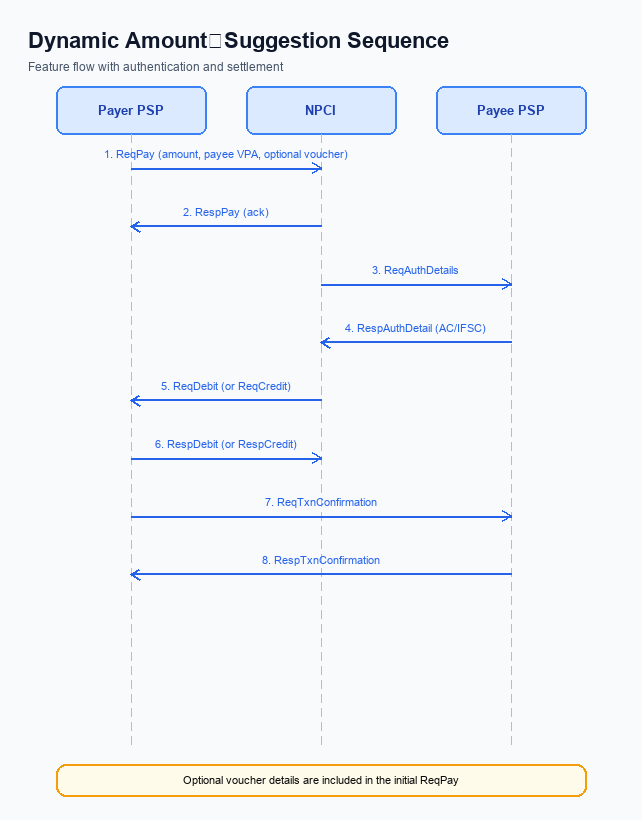 Dynamic Amount□Suggestion Sequence
Feature flow with authentication and settlement
Payer PSP
NPCI
Payee PSP
1. ReqPay (amount, payee VPA, optional voucher)
2. RespPay (ack)
3. ReqAuthDetails
4. RespAuthDetail (AC/IFSC)
5. ReqDebit (or ReqCredit)
6. RespDebit (or RespCredit)
7. ReqTxnConfirmation
8. RespTxnConfirmation
Optional voucher details are included in the initial ReqPay